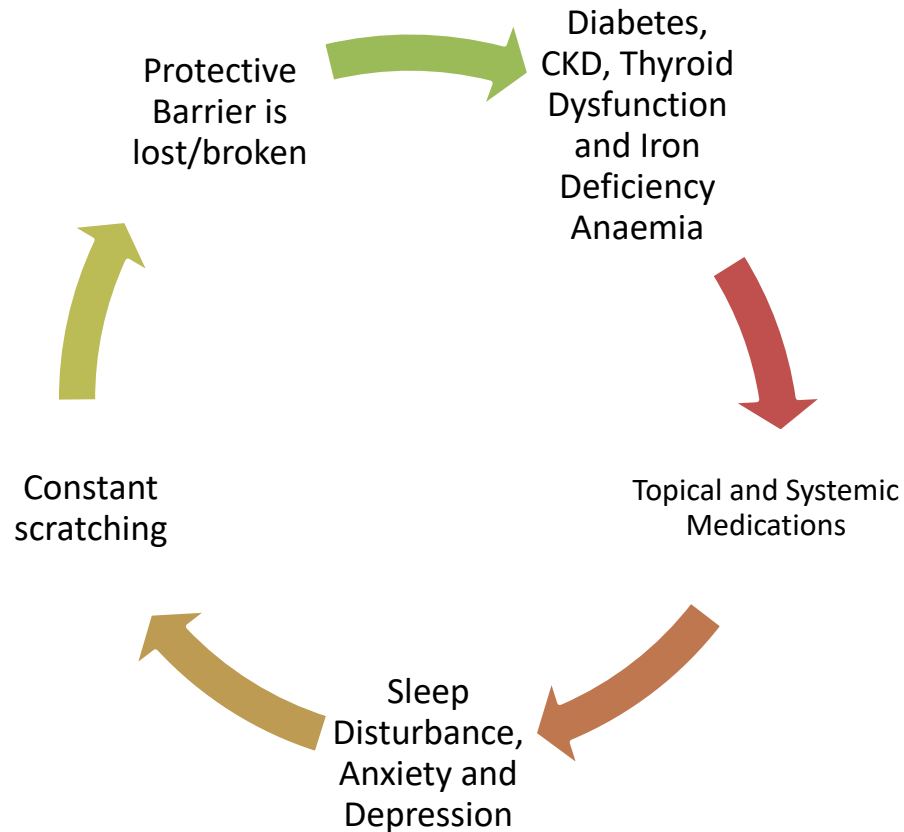 Protective
Barrier is
lost/broken
Diabetes,
CKD, Thyroid
Dysfunction
and Iron
Deficiency
Anaemia
Topical and Systemic
Medications
Sleep
Disturbance,
Anxiety and
Depression
Constant
scratching